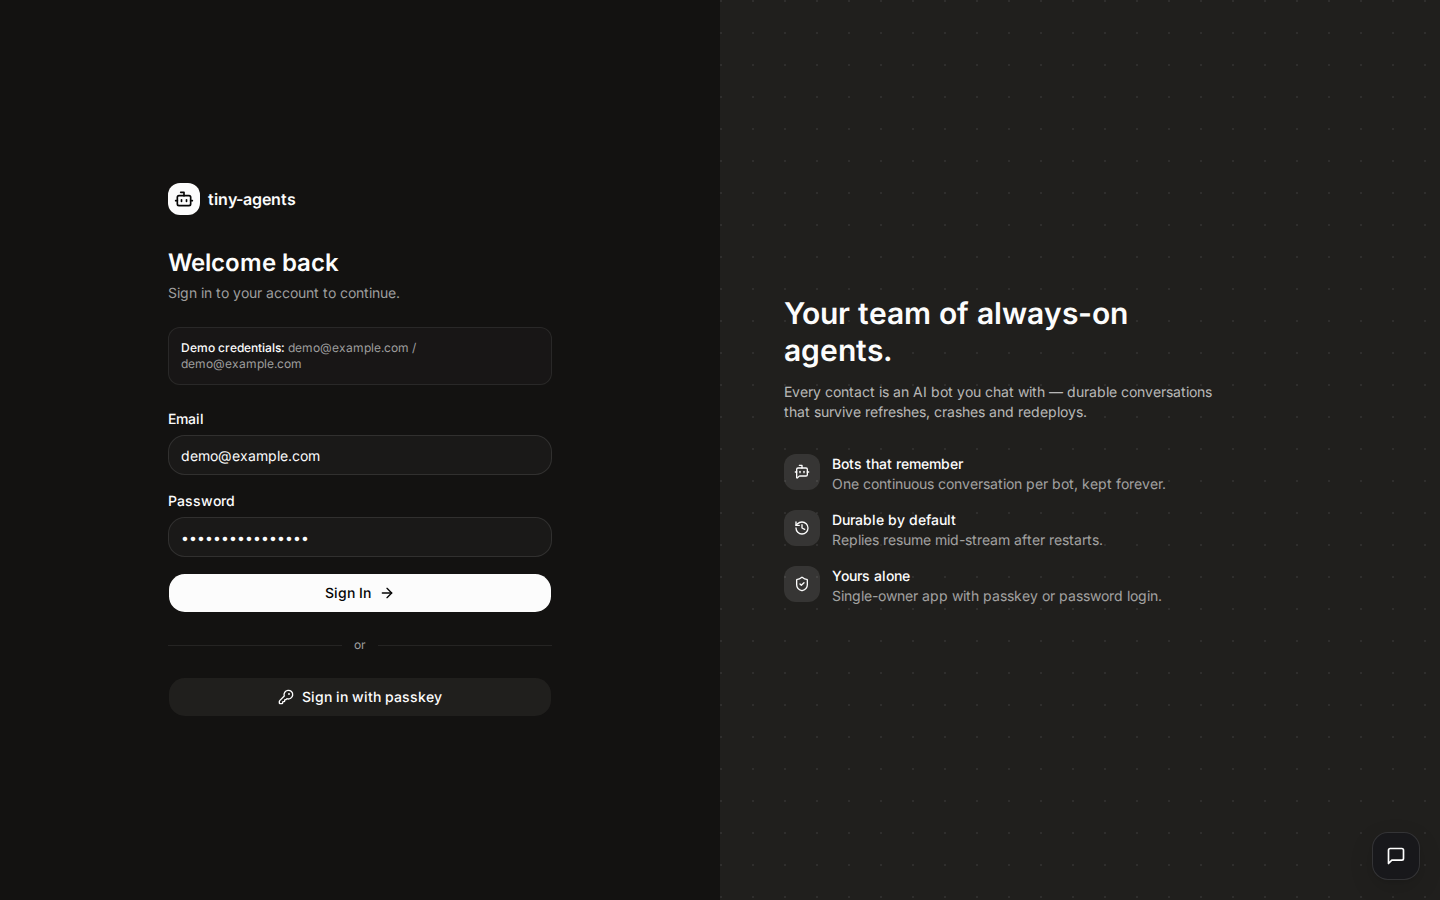 tiny-agents
Welcome back
Sign in to your account to continue.
Demo credentials: demo@example.com /
demo@example.com
Email
demo@example.com
Password
••••••••••••••••
Sign In
or
Sign in with passkey
Your team of always-on
agents.
Every contact is an AI bot you chat with — durable conversations
that survive refreshes, crashes and redeploys.
Bots that remember
One continuous conversation per bot, kept forever.
Durable by default
Replies resume mid-stream after restarts.
Yours alone
Single-owner app with passkey or password login.